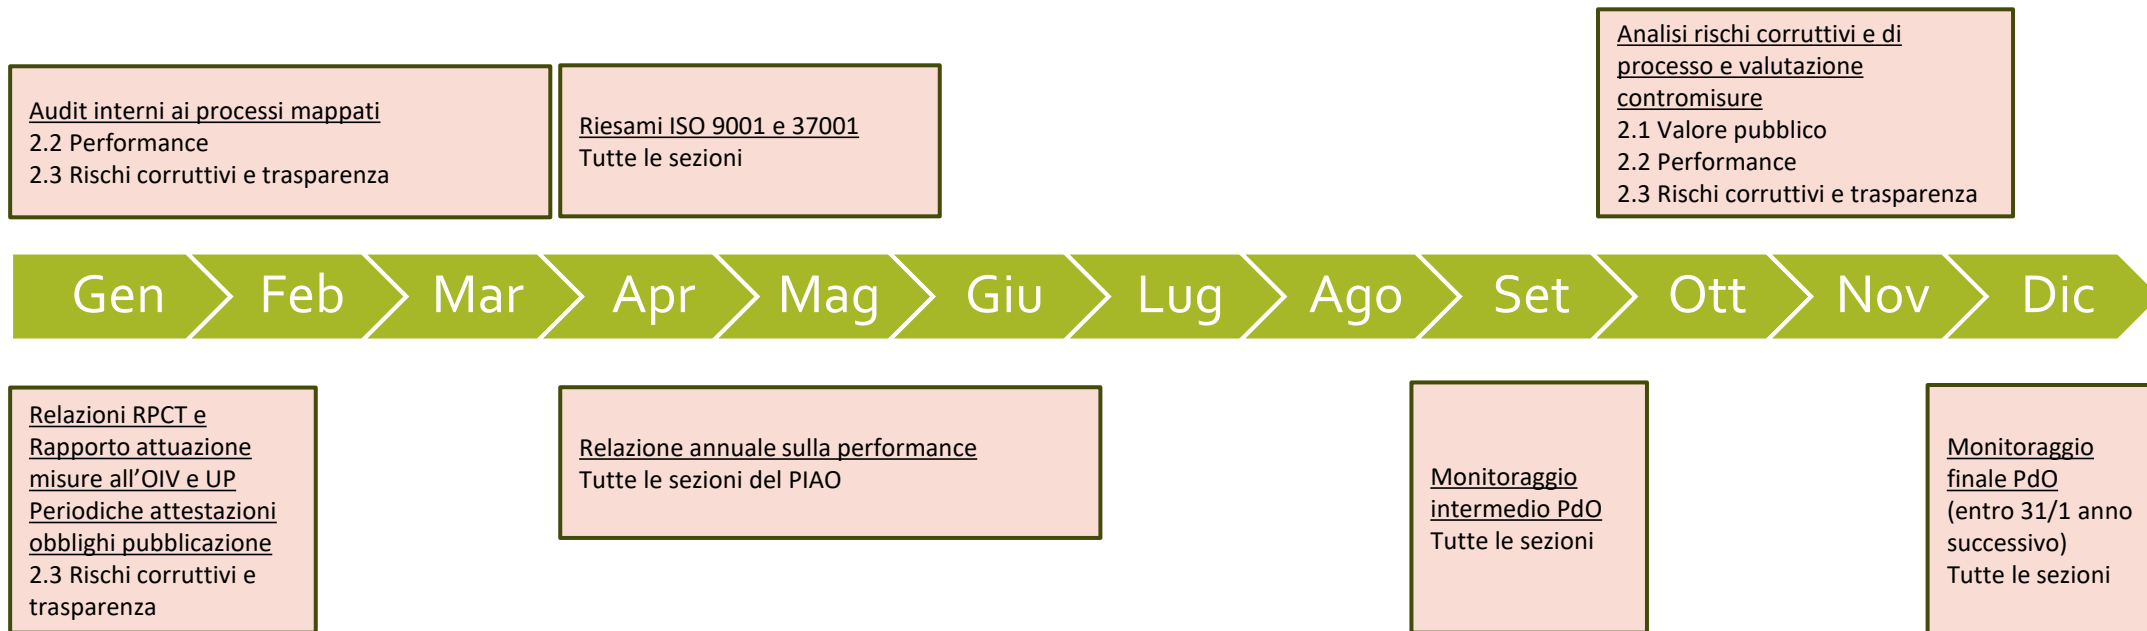 Audit interni ai processi mappati
2.2 Performance
2.3 Rischi corruttivi e trasparenza
Riesami ISO 9001 e 37001
Tutte le sezioni
Analisi rischi corruttivi e di
processo e valutazione
contromisure
2.1 Valore pubblico
2.2 Performance
2.3 Rischi corruttivi e trasparenza
Gen
Feb
Mar
Apr
Mag
Giu
Lug
Ago
Set
Ott
Nov
Dic
Relazioni RPCT e
Rapporto attuazione
misure all’OIV e UP
Periodiche attestazioni
obblighi pubblicazione
2.3 Rischi corruttivi e
trasparenza
Relazione annuale sulla performance
Tutte le sezioni del PIAO
Monitoraggio
intermedio PdO
Tutte le sezioni
Monitoraggio
finale PdO
(entro 31/1 anno
successivo)
Tutte le sezioni